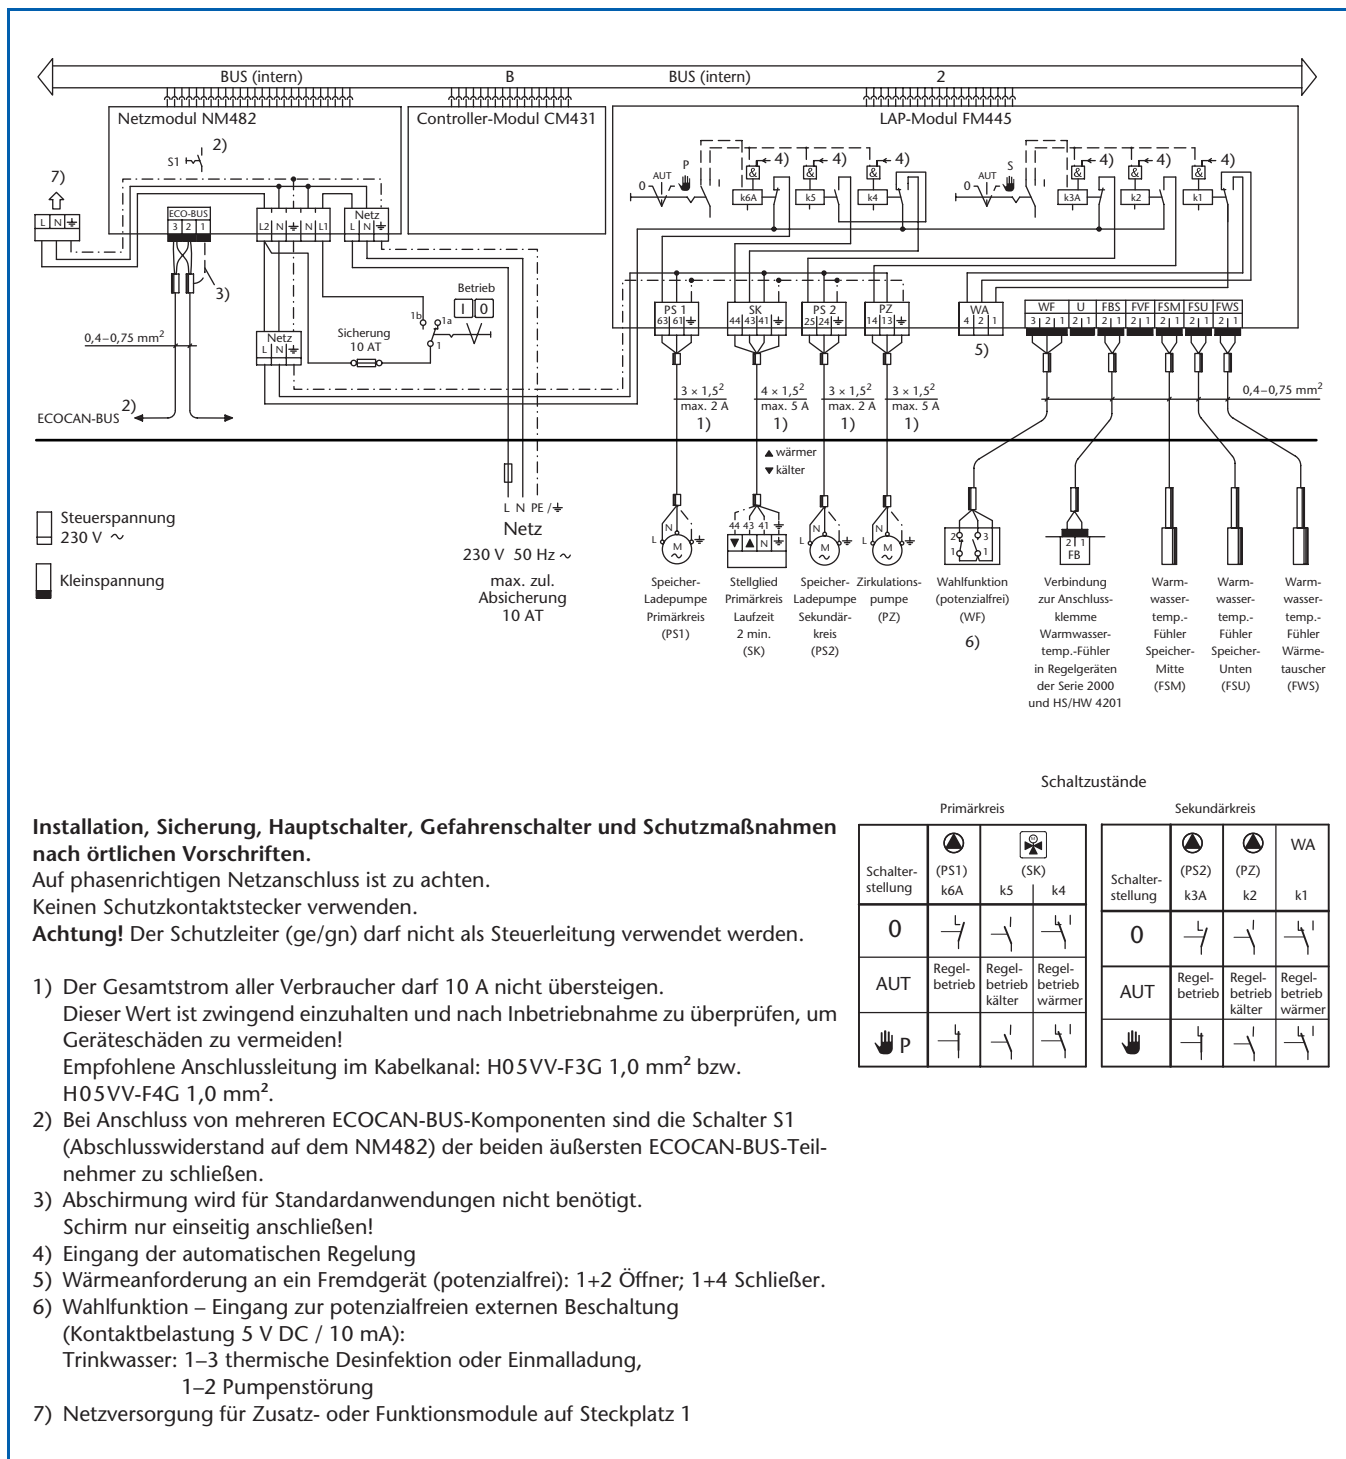 BUS (intern) B BUS (intern) 2
Netzmodul NM482 Controller-Modul CM431 LAP-Modul FM445
S1 2)
7)
L N
ECO-BUS
3 2 1
L2 N N L1
Netz
L N
3)
0,4–0,75 mm²
ECOCAN-BUS 2)
Netz
L N
Sicherung
10 AT
Betrieb
I 0
1b 1a
1
0 AUT P
& 4) & 4) & 4)
k6A k5 k4
0 AUT S
& 4) & 4) & 4)
k3A k2 k1
PS 1 SK PS 2 PZ WA WF U FBS FVF FSM FSU FWS
63 61 44 43 41 25 24 14 13 4 2 1 3 2 1 2 1 2 1 2 1 2 1 2 1 2 1
5)
3 × 1,5² 4 × 1,5² 3 × 1,5² 3 × 1,5² 0,4–0,75 mm²
max. 2 A max. 5 A max. 2 A max. 5 A
1) 1) 1) 1)
▲ wärmer
▼ kälter
Steuerspannung
230 V ~
Kleinspannung
L N PE /
Netz
230 V 50 Hz ~
max. zul.
Absicherung
10 AT
L N M
44 43 41
▼ ▲ N
L N M
L N M
2 3
1 1
2 1
FB
Speicher-
Ladepumpe
Primärkreis
(PS1)
Stellglied
Primärkreis
Laufzeit
2 min.
(SK)
Speicher-
Ladepumpe
Sekundär-
kreis
(PS2)
Zirkulations-
pumpe
(PZ)
Wahlfunktion
(potenzialfrei)
(WF)
6)
Verbindung
zur Anschluss-
klemme
Warmwasser-
temp.-Fühler
in Regelgeräten
der Serie 2000
und HS/HW 4201
Warm-
wasser-
temp.-
Fühler
Speicher-
Mitte
(FSM)
Warm-
wasser-
temp.-
Fühler
Speicher-
Unten
(FSU)
Warm-
wasser-
temp.-
Fühler
Wärme-
tauscher
(FWS)
Installation, Sicherung, Hauptschalter, Gefahrenschalter und Schutzmaßnahmen
nach örtlichen Vorschriften.
Auf phasenrichtigen Netzanschluss ist zu achten.
Keinen Schutzkontaktstecker verwenden.
Achtung! Der Schutzleiter (ge/gn) darf nicht als Steuerleitung verwendet werden.
1) Der Gesamtstrom aller Verbraucher darf 10 A nicht übersteigen.
Dieser Wert ist zwingend einzuhalten und nach Inbetriebnahme zu überprüfen, um
Geräteschäden zu vermeiden!
Empfohlene Anschlussleitung im Kabelkanal: H05VV-F3G 1,0 mm² bzw.
H05VV-F4G 1,0 mm².
2) Bei Anschluss von mehreren ECOCAN-BUS-Komponenten sind die Schalter S1
(Abschlusswiderstand auf dem NM482) der beiden äußersten ECOCAN-BUS-Teil-
nehmer zu schließen.
3) Abschirmung wird für Standardanwendungen nicht benötigt.
Schirm nur einseitig anschließen!
4) Eingang der automatischen Regelung
5) Wärmeanforderung an ein Fremdgerät (potenzialfrei): 1+2 Öffner; 1+4 Schließer.
6) Wahlfunktion – Eingang zur potenzialfreien externen Beschaltung
(Kontaktbelastung 5 V DC / 10 mA):
Trinkwasser: 1–3 thermische Desinfektion oder Einmalladung,
1–2 Pumpenstörung
7) Netzversorgung für Zusatz- oder Funktionsmodule auf Steckplatz 1
Schaltzustände
Primärkreis
Schalter-
stellung
(PS1) (SK)
k6A k5 k4
0
AUT
Regel-
betrieb
Regel-
betrieb
kälter
Regel-
betrieb
wärmer
P
Sekundärkreis
Schalter-
stellung
(PS2) (PZ) WA
k3A k2 k1
0
AUT
Regel-
betrieb
Regel-
betrieb
kälter
Regel-
betrieb
wärmer